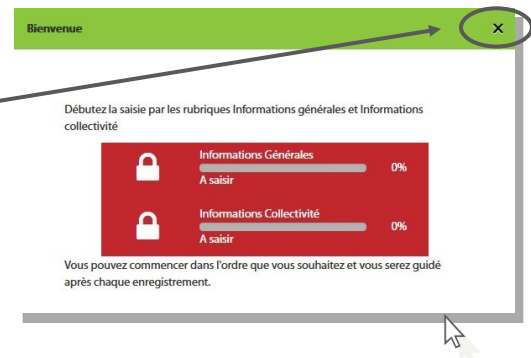 Bienvenue X
Débutez la saisie par les rubriques Informations générales et Informations
collectivité
Informations Générales
0%
A saisir
Informations Collectivité
0%
A saisir
Vous pouvez commencer dans l'ordre que vous souhaitez et vous serez guidé
après chaque enregistrement.